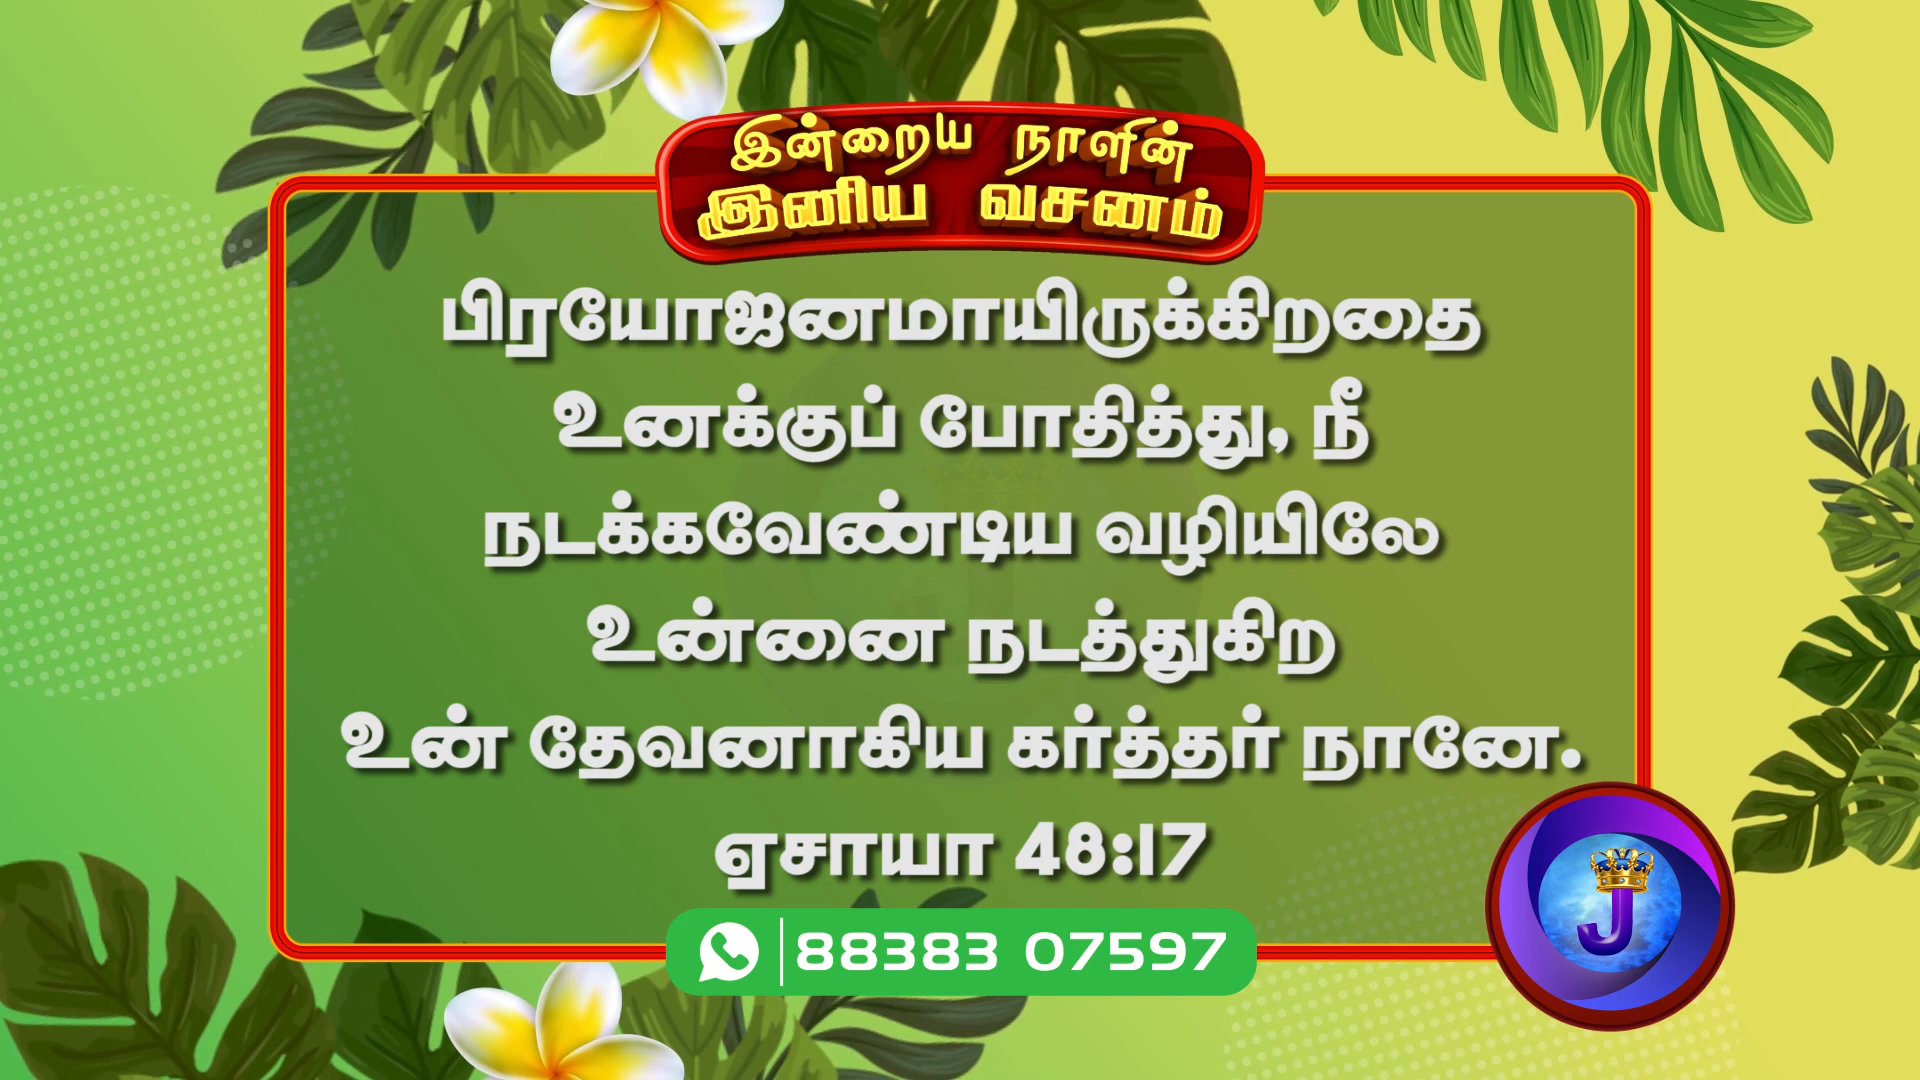 இன்றைய நாளின்
இனிய வசனம்
பிரயோஜனமாயிருக்கிறதை
உனக்குப் போதித்து, நீ
நடக்கவேண்டிய வழியிலே
உன்னை நடத்துகிற
உன் தேவனாகிய கர்த்தர் நானே.
ஏசாயா 48:17
88383 07597
J